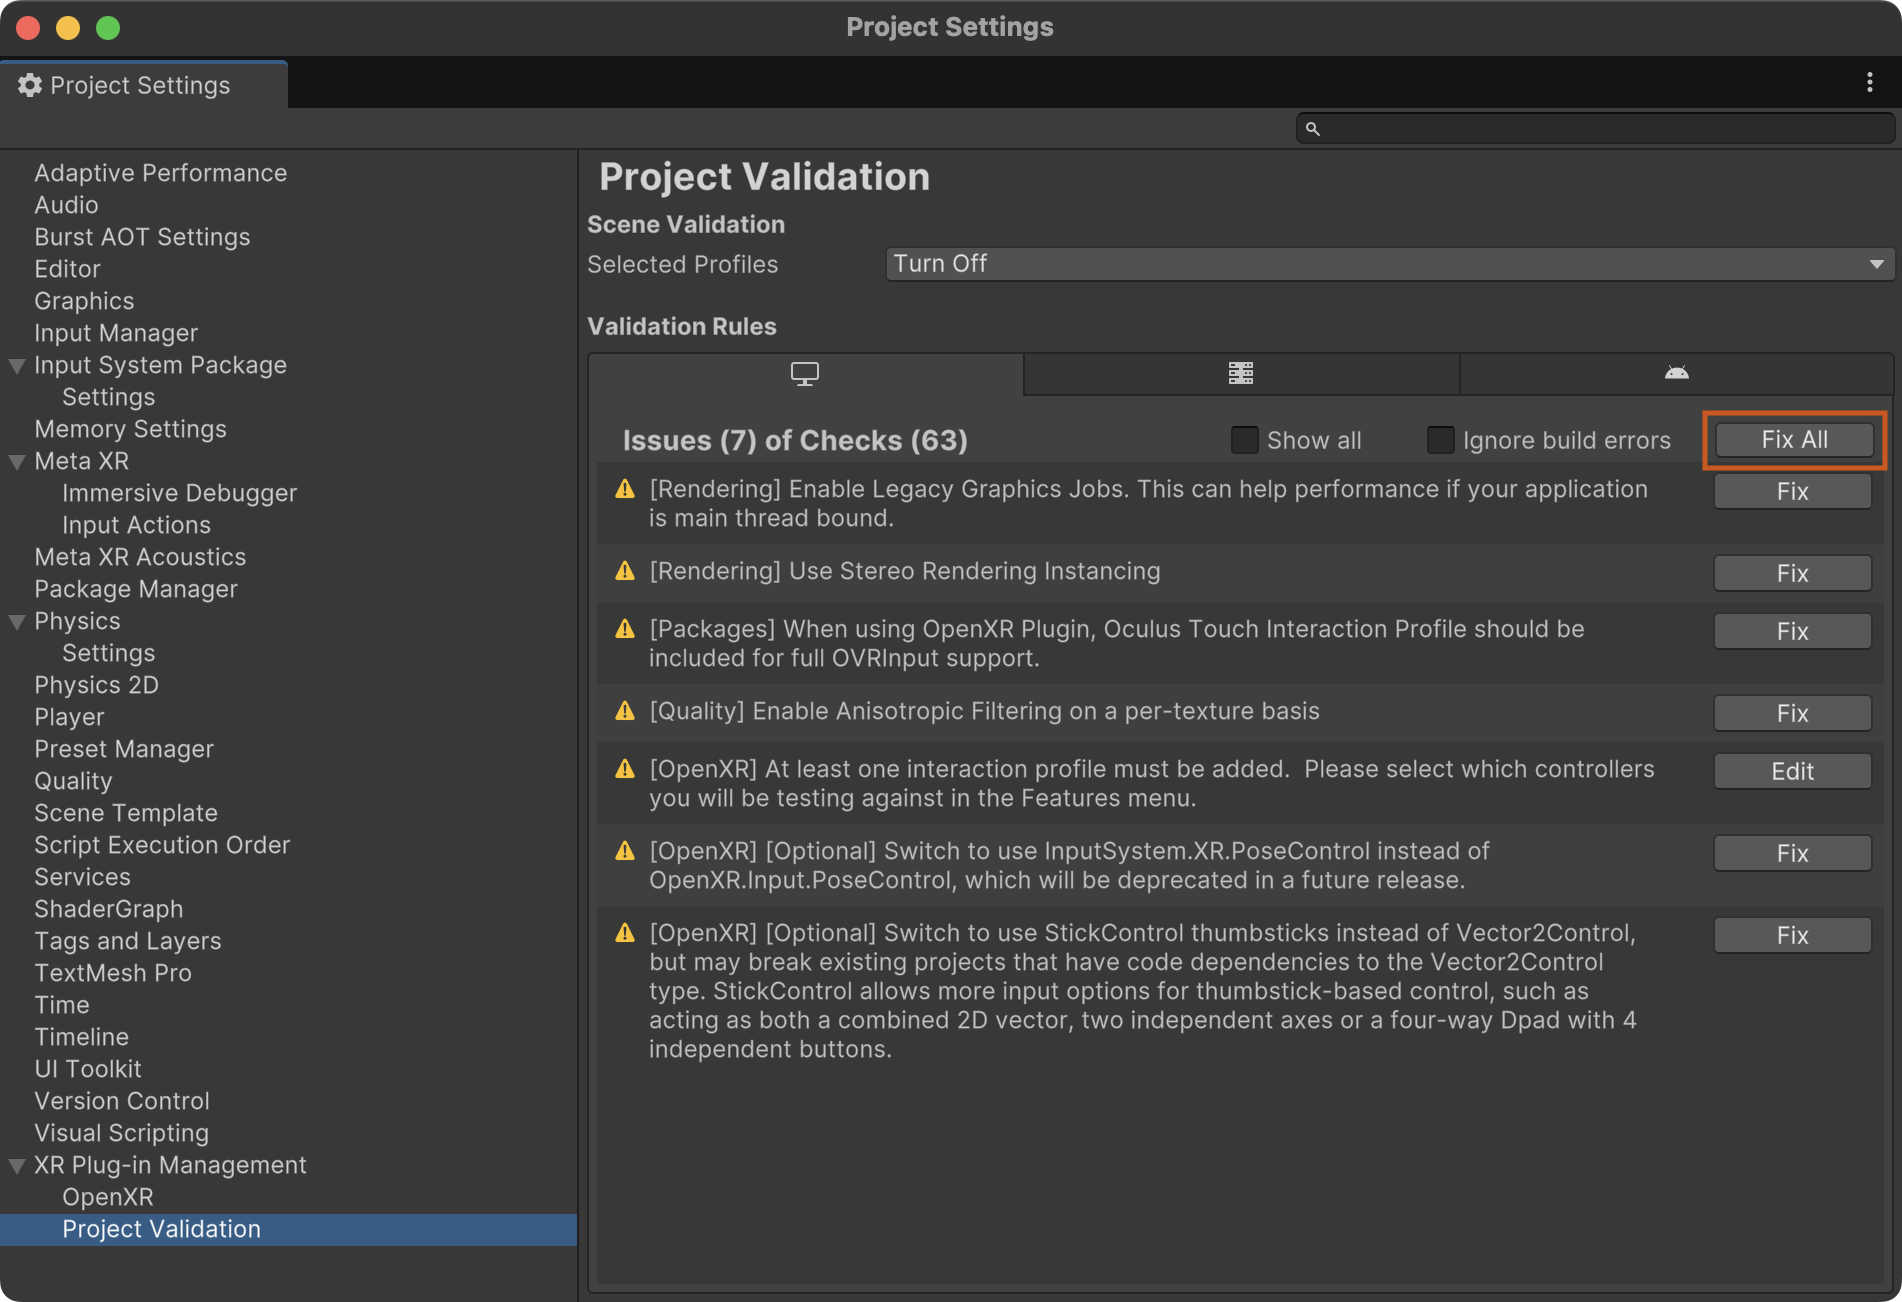 Project Settings
Project Settings
Adaptive Performance
Audio
Burst AOT Settings
Editor
Graphics
Input Manager
Input System Package
Settings
Memory Settings
Meta XR
Immersive Debugger
Input Actions
Meta XR Acoustics
Package Manager
Physics
Settings
Physics 2D
Player
Preset Manager
Quality
Scene Template
Script Execution Order
Services
ShaderGraph
Tags and Layers
TextMesh Pro
Time
Timeline
UI Toolkit
Version Control
Visual Scripting
XR Plug-in Management
OpenXR
Project Validation
Project Validation
Scene Validation
Selected Profiles Turn Off
Validation Rules
Issues (7) of Checks (63) Show all Ignore build errors Fix All
[Rendering] Enable Legacy Graphics Jobs. This can help performance if your application Fix
is main thread bound.
[Rendering] Use Stereo Rendering Instancing Fix
[Packages] When using OpenXR Plugin, Oculus Touch Interaction Profile should be Fix
included for full OVRInput support.
[Quality] Enable Anisotropic Filtering on a per-texture basis Fix
[OpenXR] At least one interaction profile must be added.  Please select which controllers Edit
you will be testing against in the Features menu.
[OpenXR] [Optional] Switch to use InputSystem.XR.PoseControl instead of Fix
OpenXR.Input.PoseControl, which will be deprecated in a future release.
[OpenXR] [Optional] Switch to use StickControl thumbsticks instead of Vector2Control, Fix
but may break existing projects that have code dependencies to the Vector2Control
type. StickControl allows more input options for thumbstick-based control, such as
acting as both a combined 2D vector, two independent axes or a four-way Dpad with 4
independent buttons.